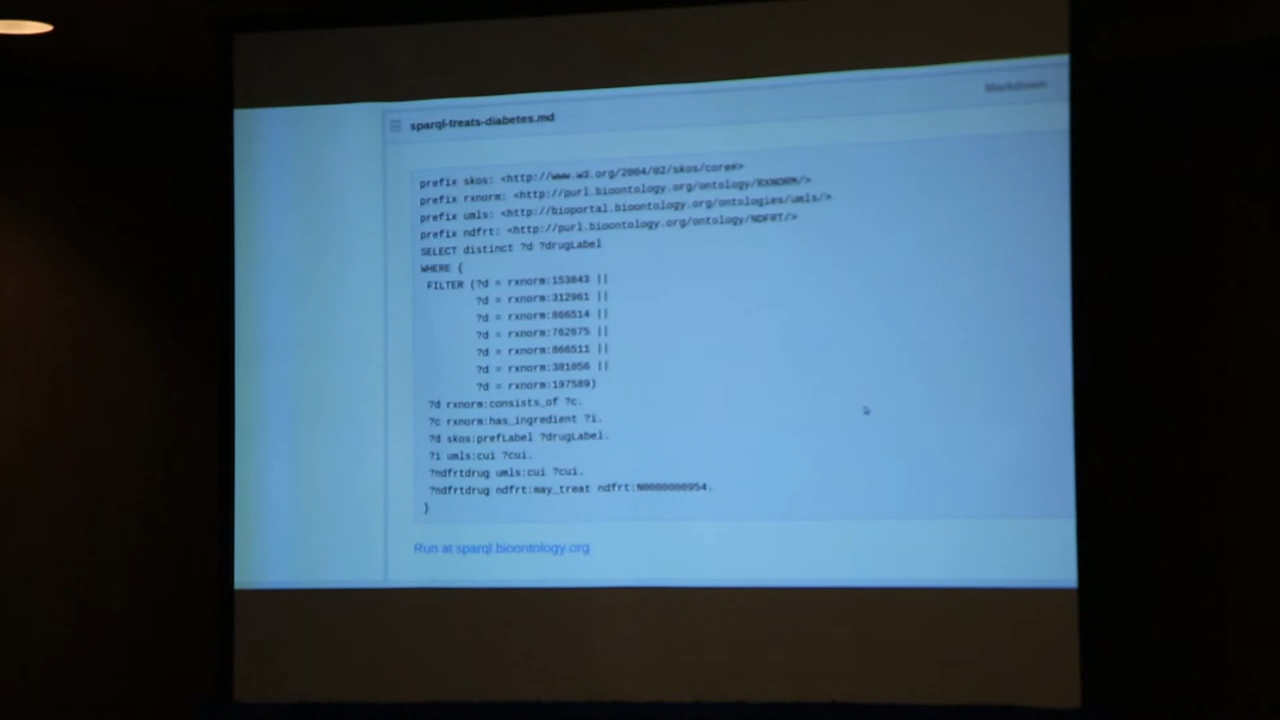 Markdown
sparql-treats-diabetes.md
prefix skos: <http://www.w3.org/2004/02/skos/core#>
prefix rxnorm: <http://purl.bioontology.org/ontology/RXNORM/>
prefix umls: <http://bioportal.bioontology.org/ontologies/umls/>
prefix ndfrt: <http://purl.bioontology.org/ontology/NDFRT/>
SELECT distinct ?d ?drugLabel
WHERE {
FILTER (?d = rxnorm:153843 ||
?d = rxnorm:312961 ||
?d = rxnorm:866514 ||
?d = rxnorm:762675 ||
?d = rxnorm:866511 ||
?d = rxnorm:381056 ||
?d = rxnorm:197589)
?d rxnorm:consists_of ?c.
?c rxnorm:has_ingredient ?i.
?d skos:prefLabel ?drugLabel.
?i umls:cui ?cui.
?ndfrtdrug umls:cui ?cui.
?ndfrtdrug ndfrt:may_treat ndfrt:N0000000954.
}
Run at sparql.bioontology.org